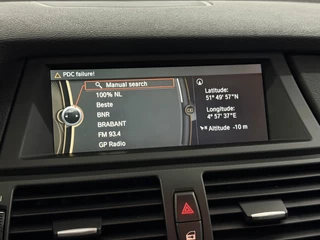 PDC failure!
Manual search
100% NL
Beste
BNR
BRABANT
FM 93.4
GP Radio
Latitude:
51° 49' 57"N
Longitude:
4° 57' 37"E
Altitude -10 m